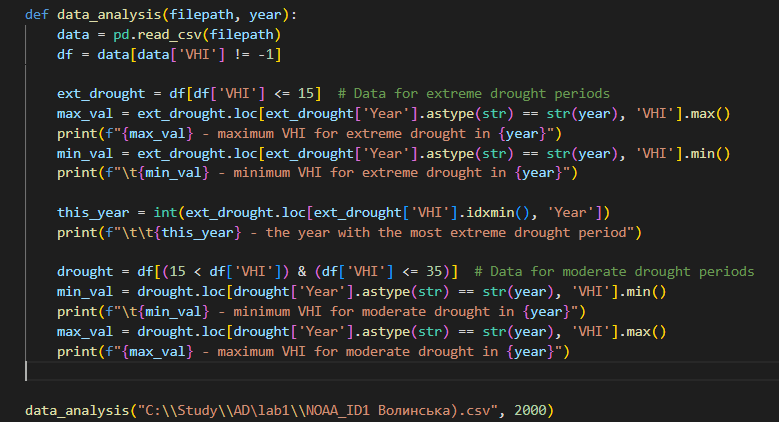 def data_analysis(filepath, year):
    data = pd.read_csv(filepath)
    df = data[data['VHI'] != -1]

    ext_drought = df[df['VHI'] <= 15]  # Data for extreme drought periods
    max_val = ext_drought.loc[ext_drought['Year'].astype(str) == str(year), 'VHI'].max()
    print(f"{max_val} - maximum VHI for extreme drought in {year}")
    min_val = ext_drought.loc[ext_drought['Year'].astype(str) == str(year), 'VHI'].min()
    print(f"\t{min_val} - minimum VHI for extreme drought in {year}")

    this_year = int(ext_drought.loc[ext_drought['VHI'].idxmin(), 'Year'])
    print(f"\t\t{this_year} - the year with the most extreme drought period")

    drought = df[(15 < df['VHI']) & (df['VHI'] <= 35)]  # Data for moderate drought periods
    min_val = drought.loc[drought['Year'].astype(str) == str(year), 'VHI'].min()
    print(f"\t{min_val} - minimum VHI for moderate drought in {year}")
    max_val = drought.loc[drought['Year'].astype(str) == str(year), 'VHI'].max()
    print(f"{max_val} - maximum VHI for moderate drought in {year}")

data_analysis("C:\\Study\\AD\lab1\\NOAA_ID1 Волинська).csv", 2000)